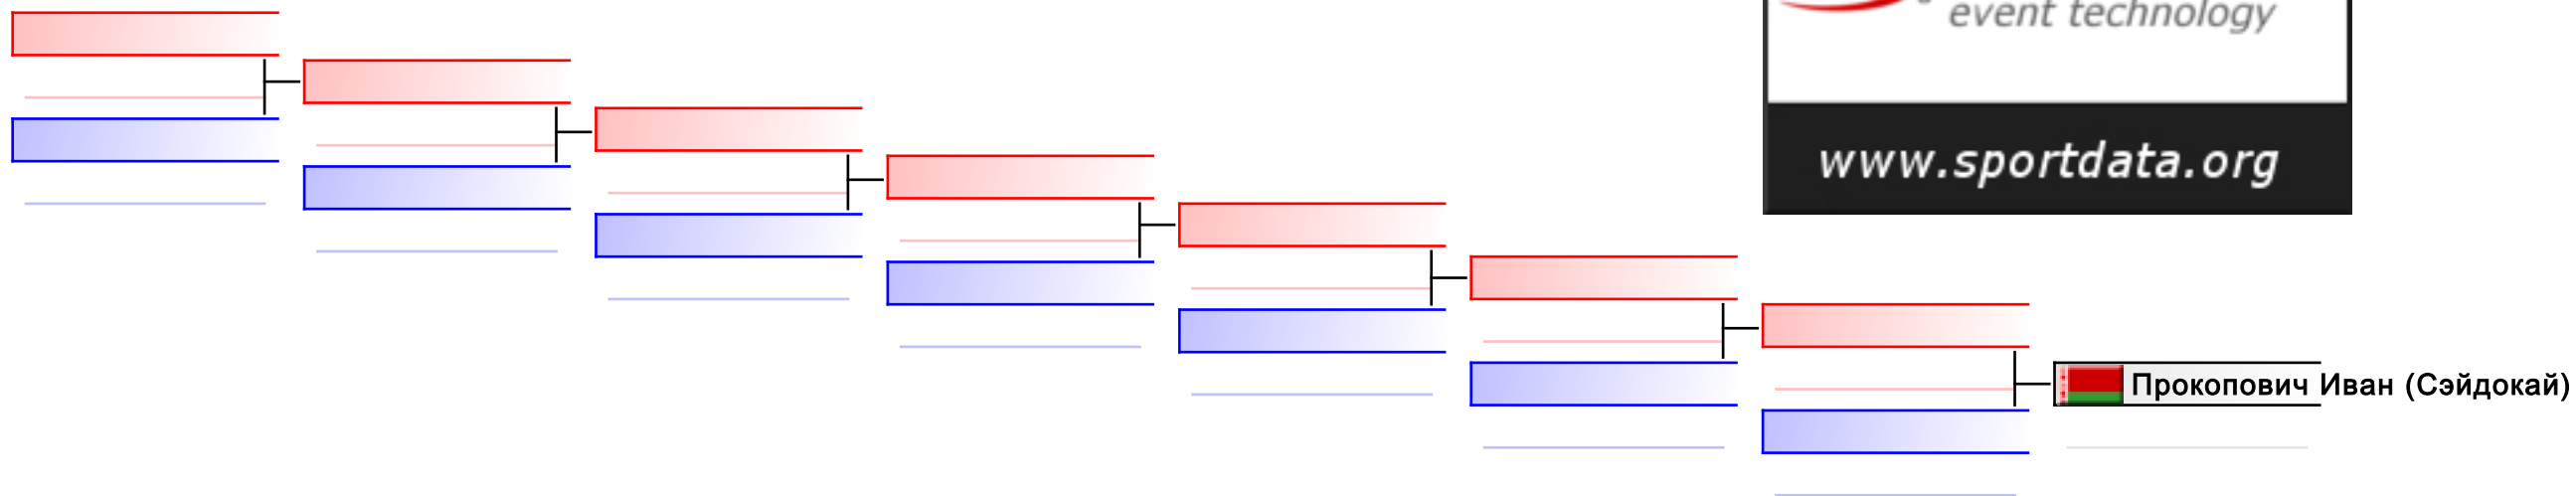 event technology
www.sportdata.org
Прокопович Иван (Сэйдокай)